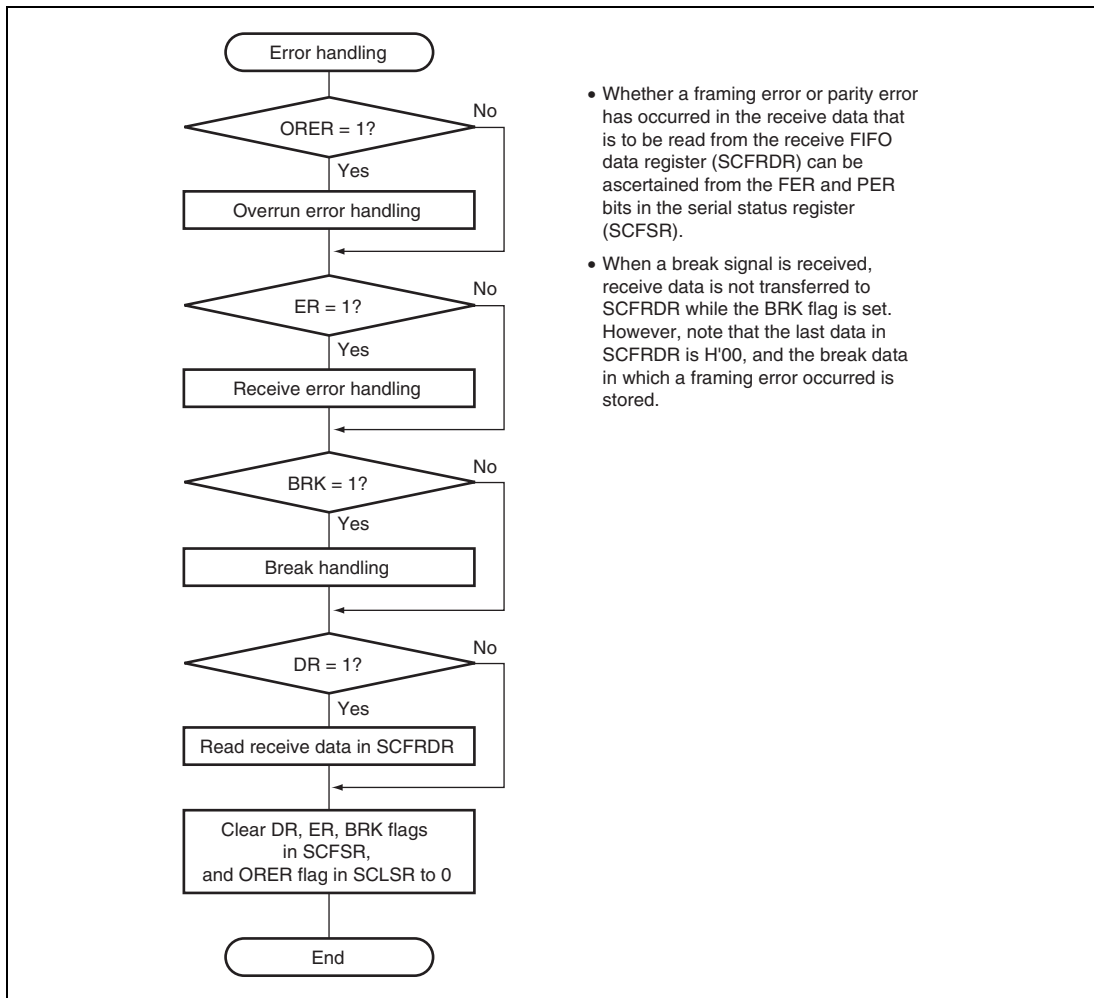 Error handling
ORER = 1?
No
Yes
Overrun error handling
ER = 1?
No
Yes
Receive error handling
BRK = 1?
No
Yes
Break handling
DR = 1?
No
Yes
Read receive data in SCFRDR
Clear DR, ER, BRK flags
in SCFSR,
and ORER flag in SCLSR to 0
End
• Whether a framing error or parity error
has occurred in the receive data that
is to be read from the receive FIFO
data register (SCFRDR) can be
ascertained from the FER and PER
bits in the serial status register
(SCFSR).
• When a break signal is received,
receive data is not transferred to
SCFRDR while the BRK flag is set.
However, note that the last data in
SCFRDR is H'00, and the break data
in which a framing error occurred is
stored.